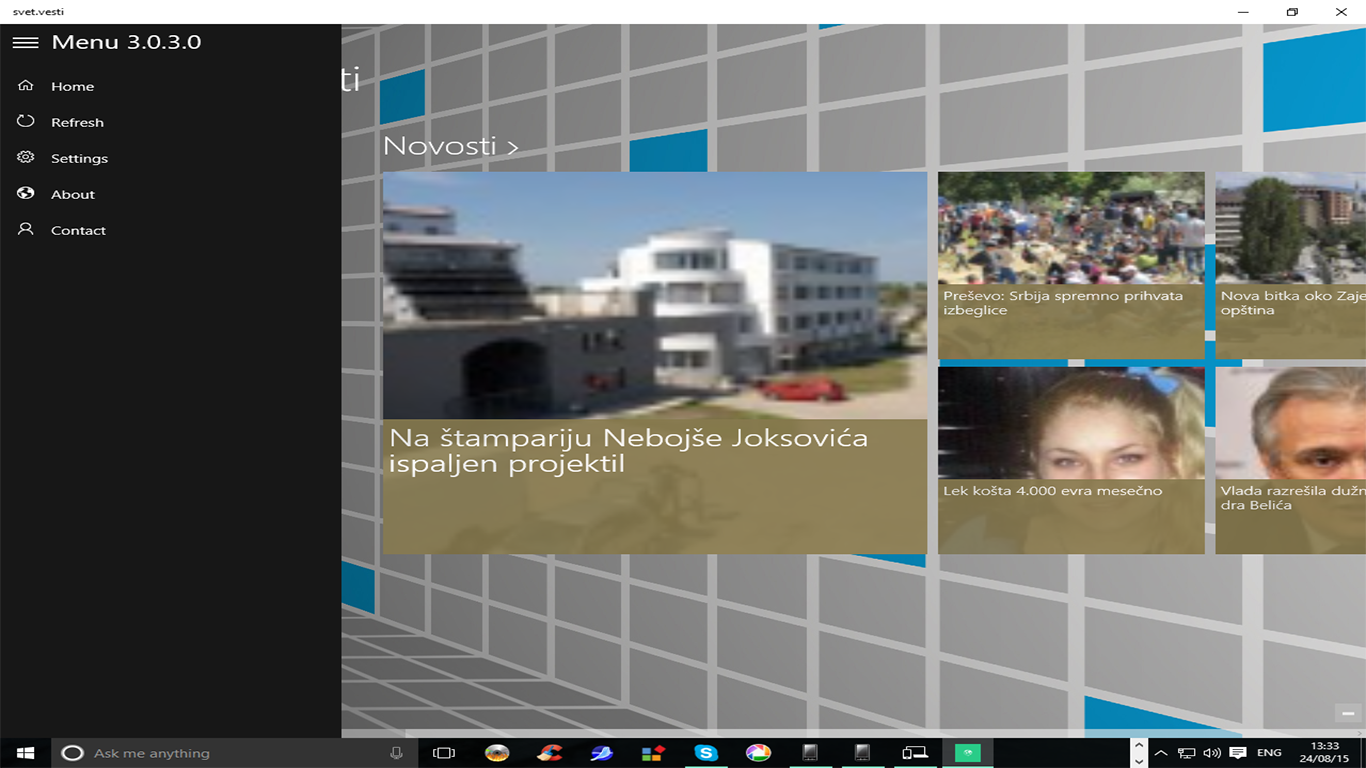 svet.vesti
Menu 3.0.3.0
Home
Refresh
Settings
About
Contact
ti
Novosti >
Na štampariju Nebojše Joksovića
ispaljen projektil
Preševo: Srbija spremno prihvata
izbeglice
Nova bitka oko Zaje
opština
Lek košta 4.000 evra mesečno
Vlada razrešila dužn
dra Belića
Ask me anything
ENG
13:33
24/08/15